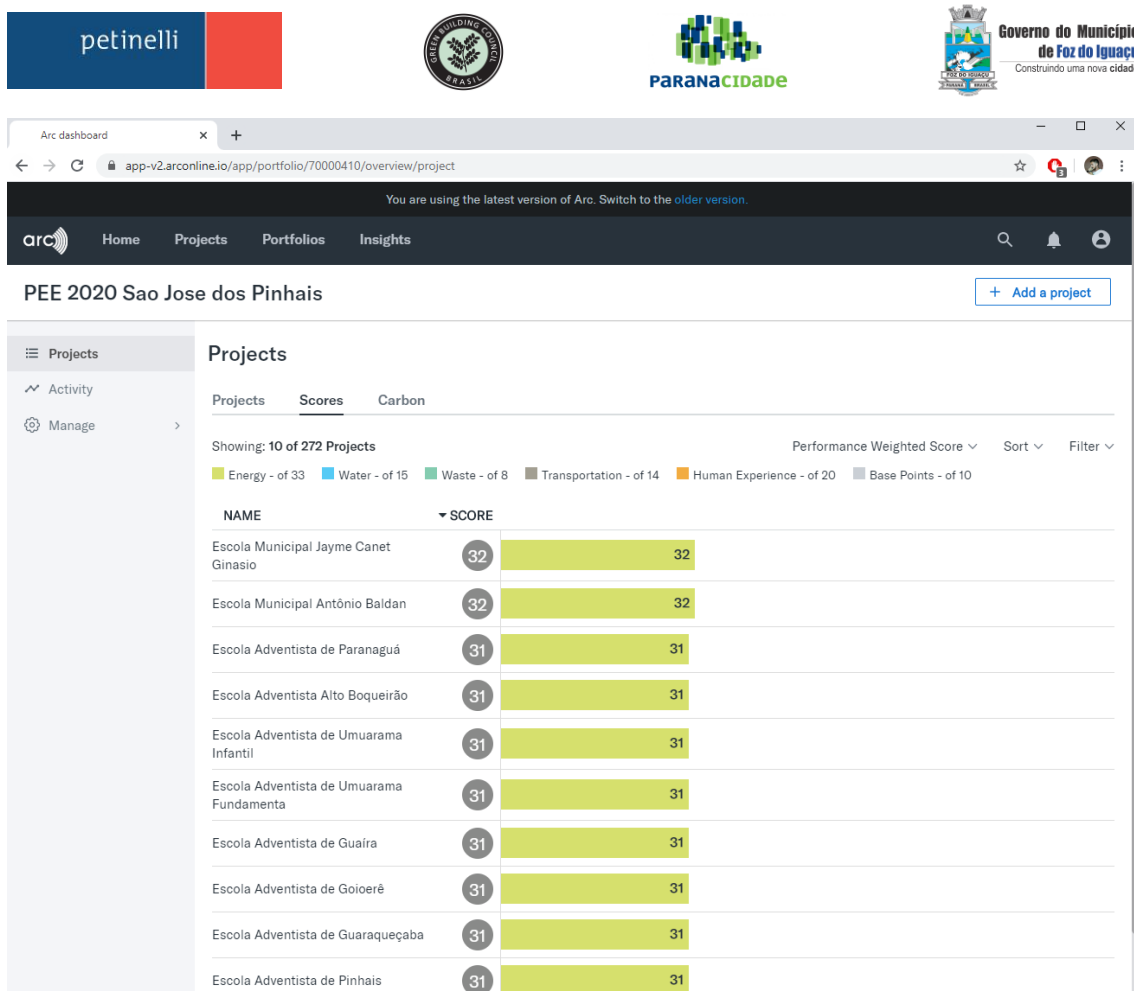 petinelli
GREEN BUILDING COUNCIL
BRASIL
PARANACIDADE
FOZ DO IGUAÇU
PARANÁ BRASIL
Governo do Município
de Foz do Iguaçu
Construindo uma nova cidad
Arc dashboard
app-v2.arconline.io/app/portfolio/70000410/overview/project
3
You are using the latest version of Arc. Switch to the older version.
arc Home Projects Portfolios Insights
PEE 2020 Sao Jose dos Pinhais
+ Add a project
Projects
Activity
Manage
Projects
Projects Scores Carbon
Showing: 10 of 272 Projects
Performance Weighted Score Sort Filter
Energy - of 33 Water - of 15 Waste - of 8 Transportation - of 14 Human Experience - of 20 Base Points - of 10
NAME SCORE
Escola Municipal Jayme Canet
Ginasio
32 32
Escola Municipal Antônio Baldan 32 32
Escola Adventista de Paranaguá 31 31
Escola Adventista Alto Boqueirão 31 31
Escola Adventista de Umuarama
Infantil
31 31
Escola Adventista de Umuarama
Fundamenta
31 31
Escola Adventista de Guaíra 31 31
Escola Adventista de Goioerê 31 31
Escola Adventista de Guaraqueçaba 31 31
Escola Adventista de Pinhais 31 31